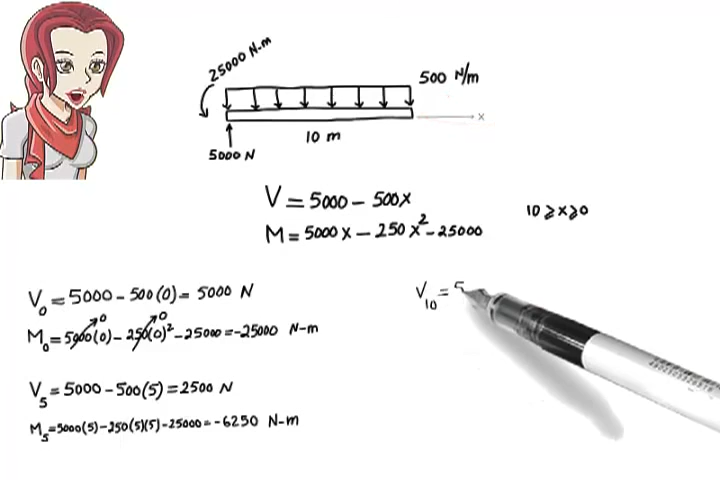 25000 N-m
500 N/m
x
10 m
5000 N
V = 5000 - 500x
M = 5000x - 250x² - 25000
10 ≥ x ≥ 0
V₀ = 5000 - 500(0) = 5000 N
M₀ = 5000(0) - 250(0)² - 25000 = -25000 N-m
0 0
V₅ = 5000 - 500(5) = 2500 N
M₅ = 5000(5) - 250(5)(5) - 25000 = -6250 N-m
V₁₀ = 5